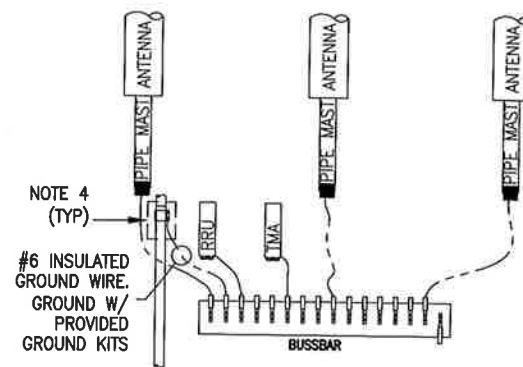 ANTENNA
ANTENNA
ANTENNA
PIPE MAST
PIPE MAST
PIPE MAST
NOTE 4
(TYP)
RRU
TMA
#6 INSULATED
GROUND WIRE.
GROUND W/
PROVIDED
GROUND KITS
BUSSBAR